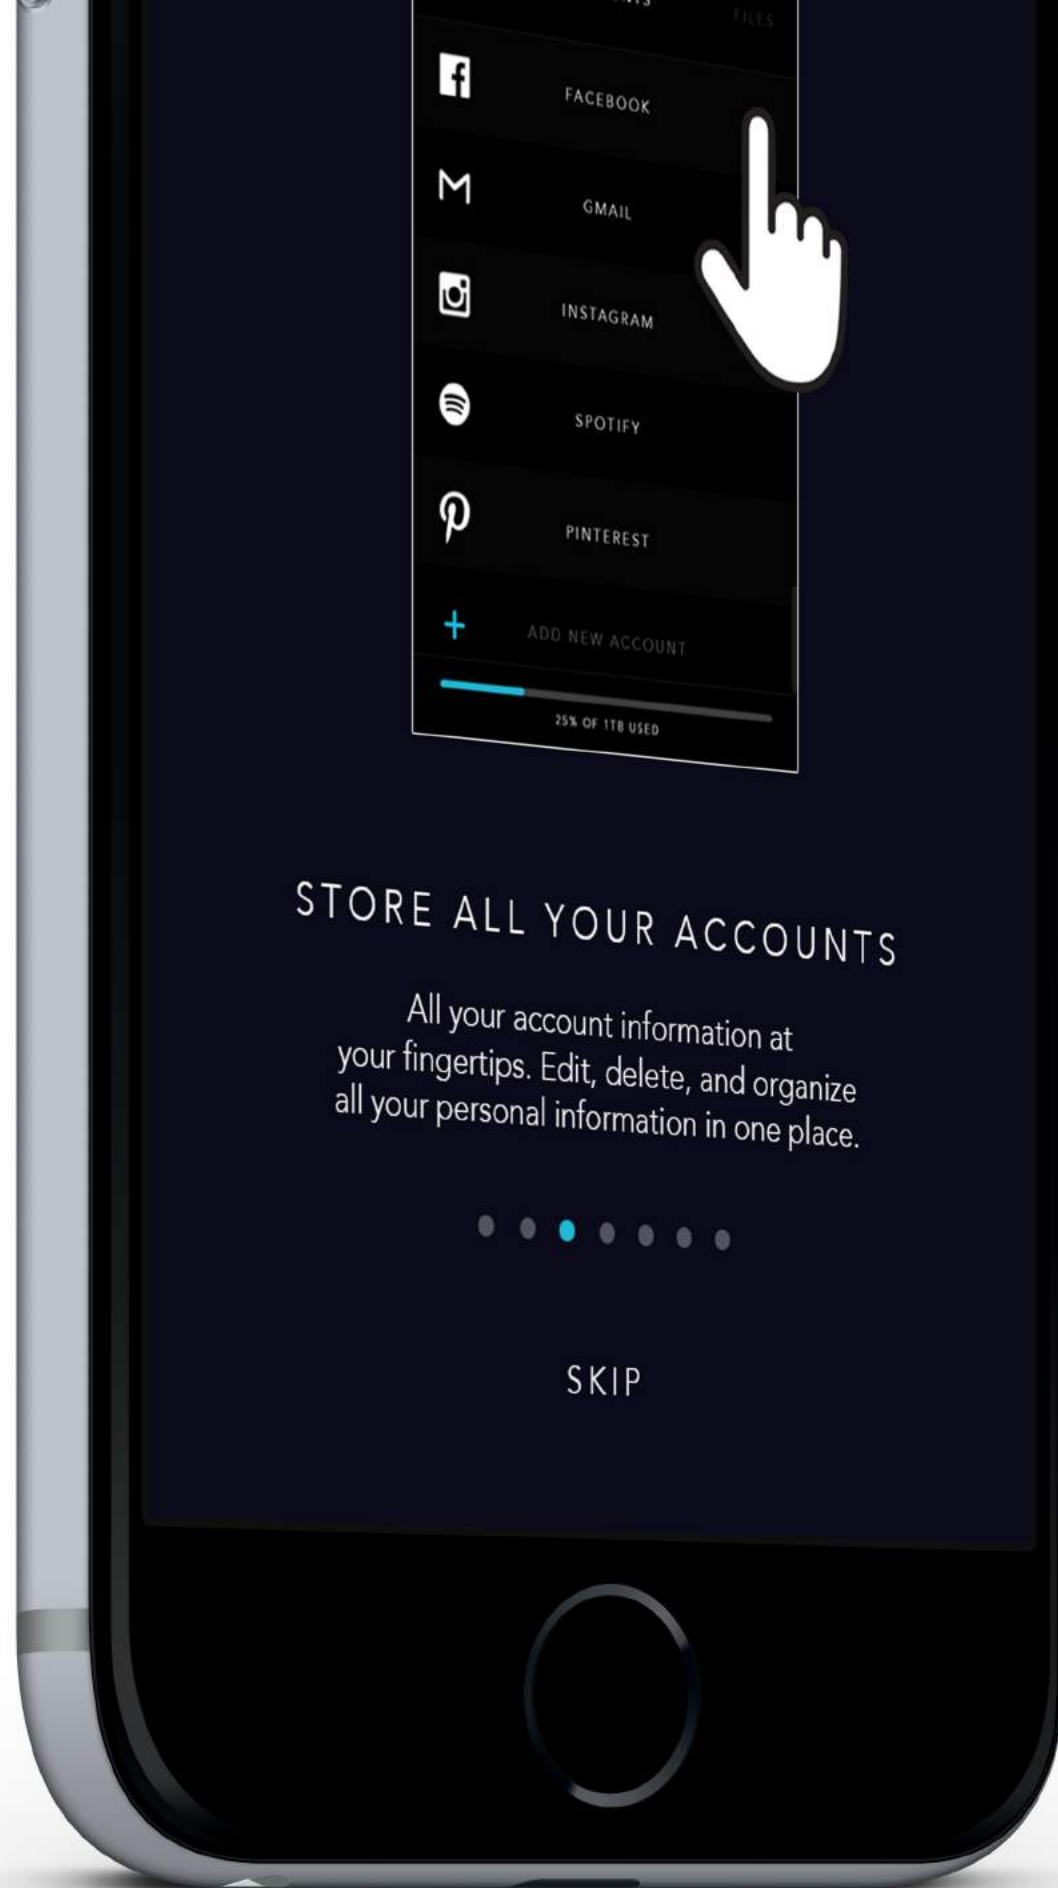 FILES
FACEBOOK
GMAIL
INSTAGRAM
SPOTIFY
PINTEREST
ADD NEW ACCOUNT
25% OF 1TB USED
STORE ALL YOUR ACCOUNTS
All your account information at
your fingertips. Edit, delete, and organize
all your personal information in one place.
SKIP